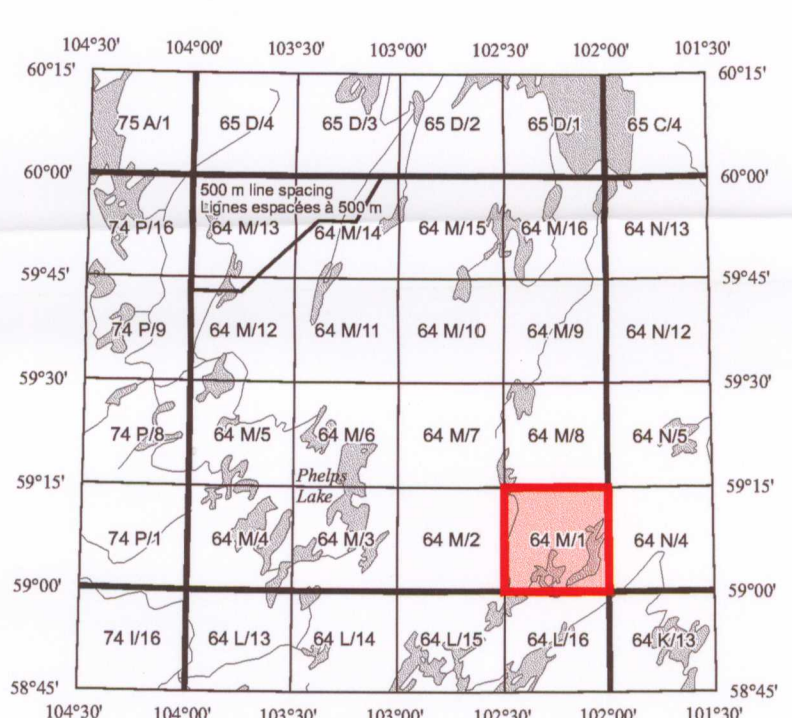 104°30' 104°00' 103°30' 103°00' 102°30' 102°00' 101°30'
60°15' 60°15'
75 A/1 65 D/4 65 D/3 65 D/2 65 D/1 65 C/4
60°00' 60°00'
500 m line spacing
Lignes espacées à 500 m
74 P/16 64 M/13 64 M/14 64 M/15 64 M/16 64 N/13
59°45' 59°45'
74 P/9 64 M/12 64 M/11 64 M/10 64 M/9 64 N/12
59°30' 59°30'
74 P/8 64 M/5 64 M/6 64 M/7 64 M/8 64 N/5
Phelps
59°15' 59°15'
Lake
74 P/1 64 M/4 64 M/3 64 M/2 64 M/1 64 N/4
59°00' 59°00'
74 I/16 64 L/13 64 L/14 64 L/15 64 L/16 64 K/13
58°45' 58°45'
104°30' 104°00' 103°30' 103°00' 102°30' 102°00' 101°30'